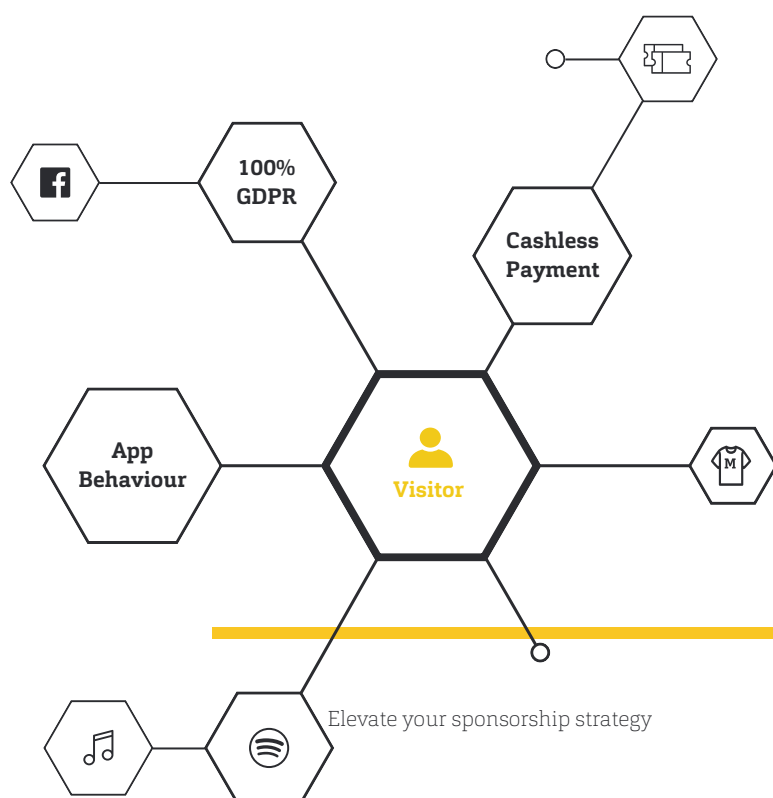 100%
GDPR
Cashless
Payment
App
Behaviour
Visitor
M
Elevate your sponsorship strategy